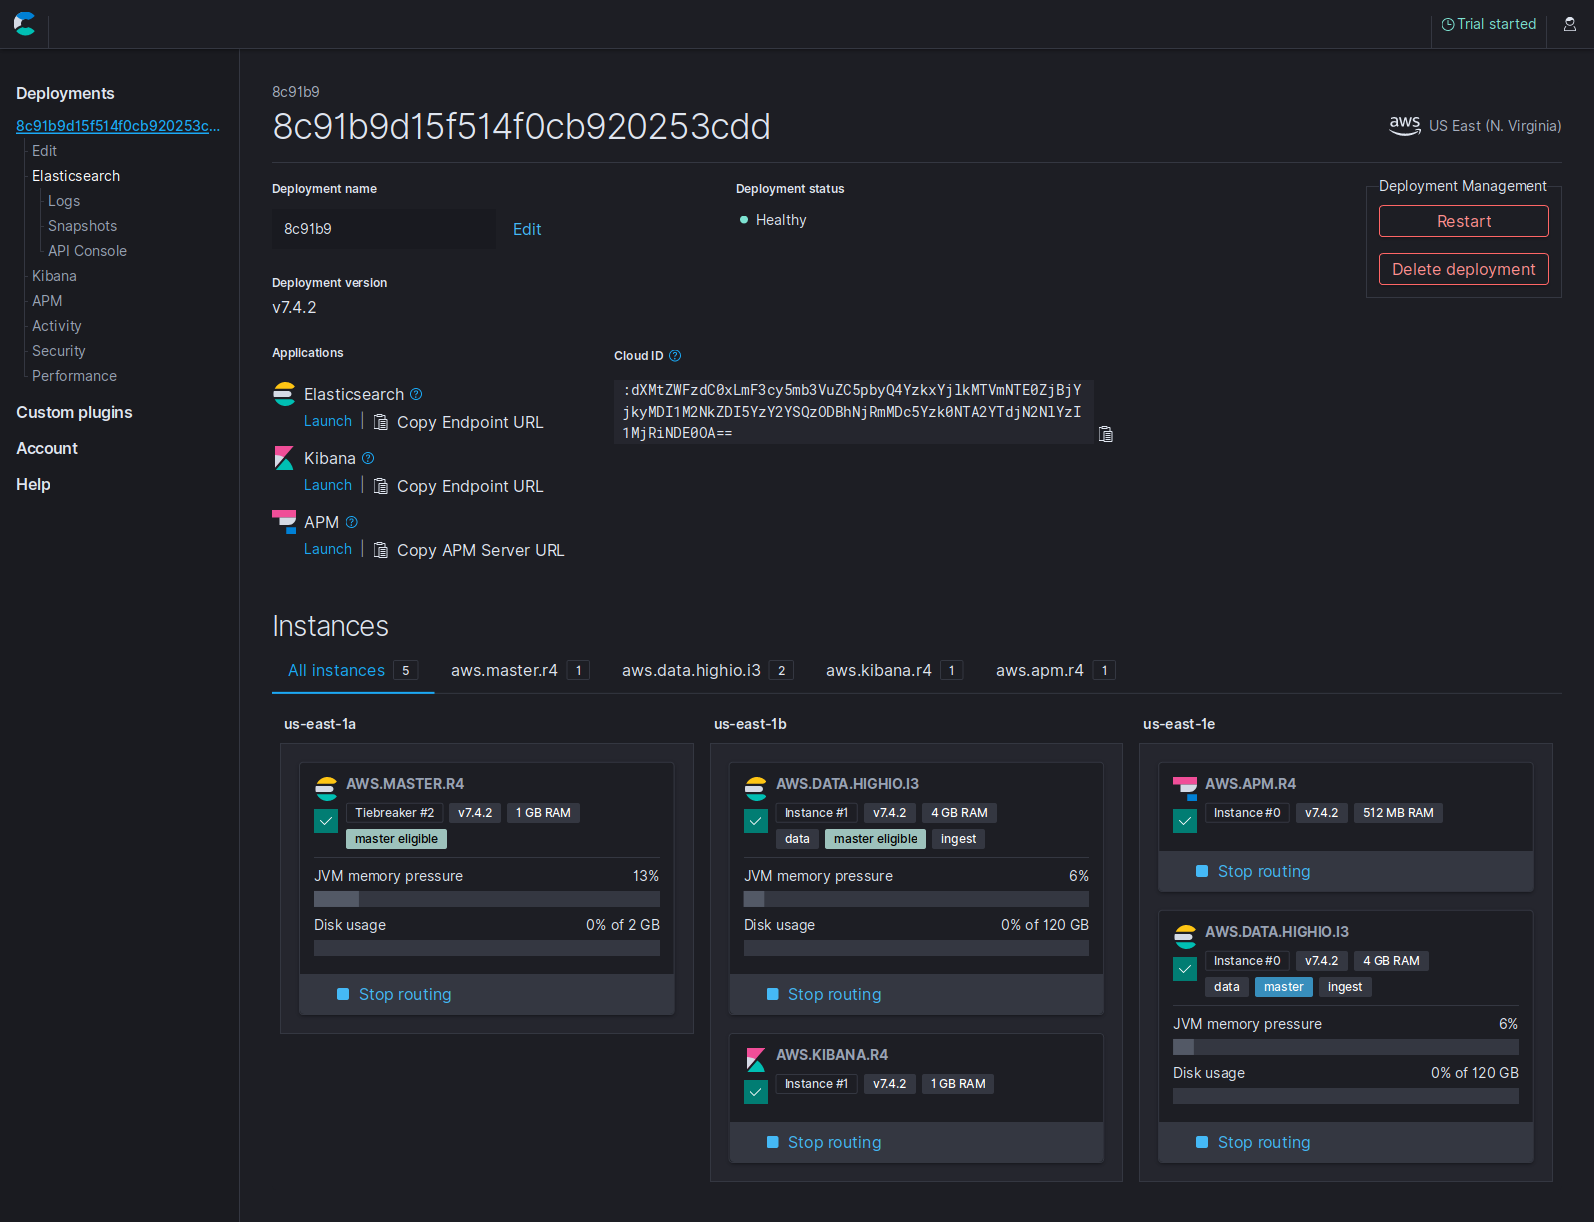 Trial started
Deployments
8c91b9d15f514f0cb920253c...
Edit
Elasticsearch
Logs
Snapshots
API Console
Kibana
APM
Activity
Security
Performance
Custom plugins
Account
Help
8c91b9
8c91b9d15f514f0cb920253cdd
aws US East (N. Virginia)
Deployment name
8c91b9 Edit
Deployment version
v7.4.2
Deployment status
Healthy
Deployment Management
Restart
Delete deployment
Applications
Elasticsearch
Launch | Copy Endpoint URL
Kibana
Launch | Copy Endpoint URL
APM
Launch | Copy APM Server URL
Cloud ID
:dXMtZWFzdC0xLmF3cy5mb3VuZC5pbyQ4YzkxYjlkMTVmNTE0ZjBjY
jkyMDI1M2NkZDI5YzY2YSQzODBhNjRmMDc5Yzk0NTA2YTdjN2NlYzI
1MjRiNDE0OA==
Instances
All instances 5 aws.master.r4 1 aws.data.highio.i3 2 aws.kibana.r4 1 aws.apm.r4 1
us-east-1a
AWS.MASTER.R4
Tiebreaker #2 v7.4.2 1 GB RAM
master eligible
JVM memory pressure 13%
Disk usage 0% of 2 GB
Stop routing
us-east-1b
AWS.DATA.HIGHIO.I3
Instance #1 v7.4.2 4 GB RAM
data master eligible ingest
JVM memory pressure 6%
Disk usage 0% of 120 GB
Stop routing
AWS.KIBANA.R4
Instance #1 v7.4.2 1 GB RAM
Stop routing
us-east-1e
AWS.APM.R4
Instance #0 v7.4.2 512 MB RAM
Stop routing
AWS.DATA.HIGHIO.I3
Instance #0 v7.4.2 4 GB RAM
data master ingest
JVM memory pressure 6%
Disk usage 0% of 120 GB
Stop routing